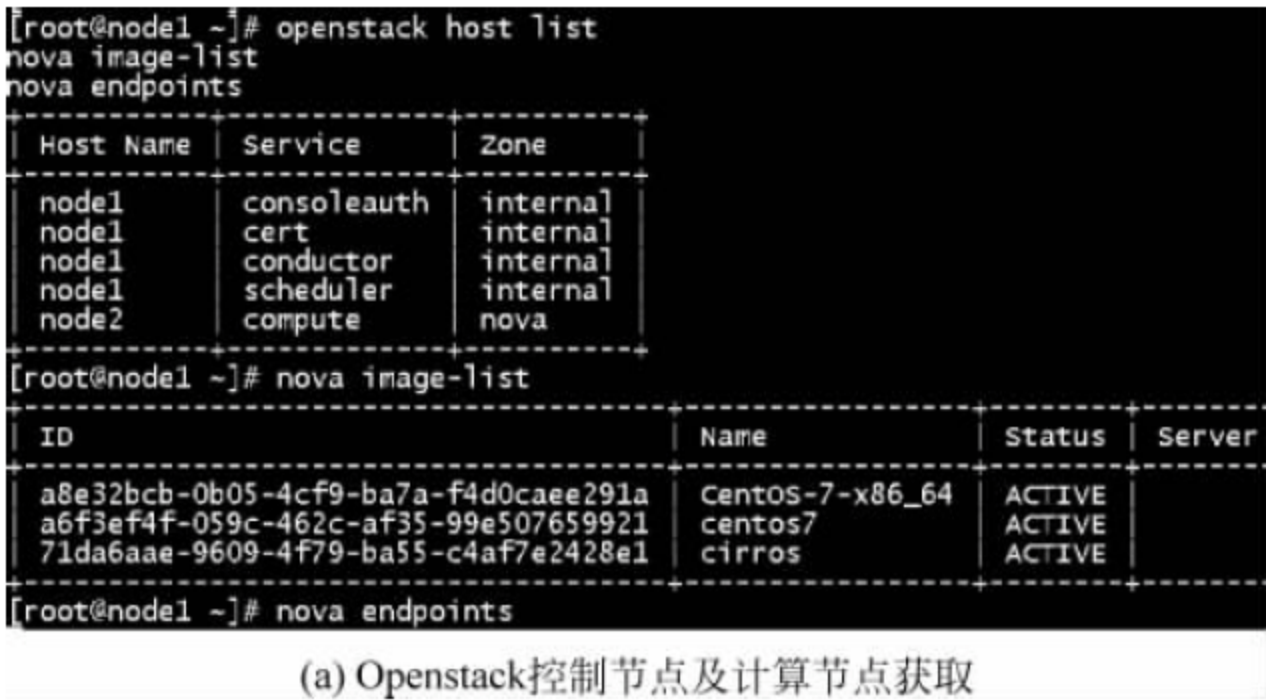 [root@node1 ~]# openstack host list
nova image-list
nova endpoints
| Host Name | Service | Zone |
| node1 | consoleauth | internal |
| node1 | cert | internal |
| node1 | conductor | internal |
| node1 | scheduler | internal |
| node2 | compute | nova |
[root@node1 ~]# nova image-list
| ID | Name | Status | Server
| a8e32bcb-0b05-4cf9-ba7a-f4d0caee291a | CentOS-7-x86_64 | ACTIVE |
| a6f3ef4f-059c-462c-af35-99e507659921 | centos7 | ACTIVE |
| 71da6aae-9609-4f79-ba55-c4af7e2428e1 | cirros | ACTIVE |
[root@node1 ~]# nova endpoints
(a) Openstack控制节点及计算节点获取